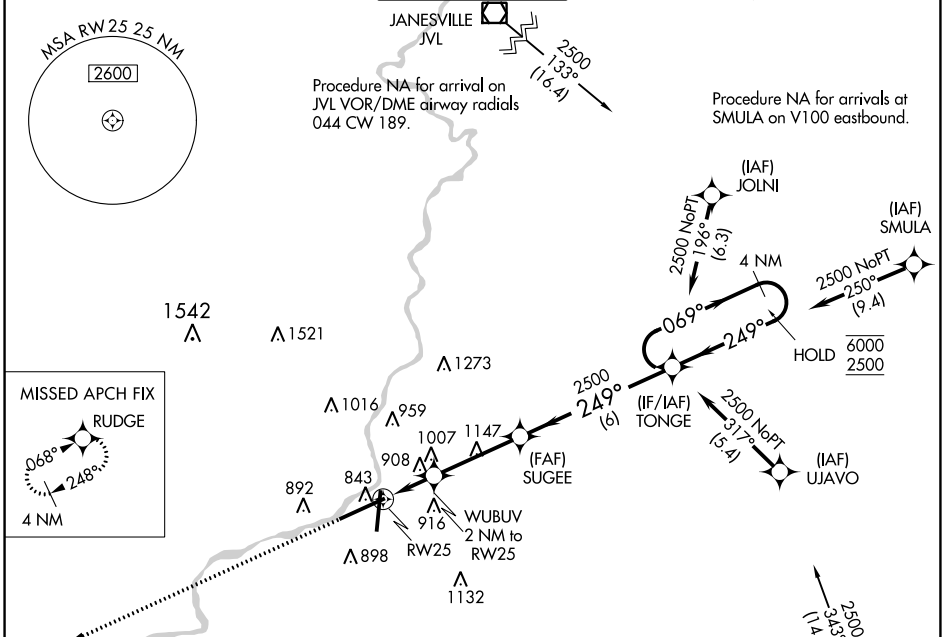 MSA RW 25 25 NM
2600
JANESVILLE
JVL
2500
133°
(16.4)
Procedure NA for arrival on
JVL VOR/DME airway radials
044 CW 189.
Procedure NA for arrivals at
SMULA on V100 eastbound.
(IAF)
JOLNI
2500 NoPT
196°
(6.3)
(IAF)
SMULA
2500 NoPT
250°
(9.4)
4 NM
069°
249°
HOLD
6000
2500
1542
1521
1273
1016
959
1007
1147
908
843
892
916
898
1132
2500
249°
(6)
(IF/IAF)
TONGE
2500 NoPT
317°
(5.4)
(IAF)
UJAVO
(FAF)
SUGEE
WUBUV
2 NM to
RW25
RW25
MISSED APCH FIX
RUDGE
068°
248°
4 NM
2500
343°
(14